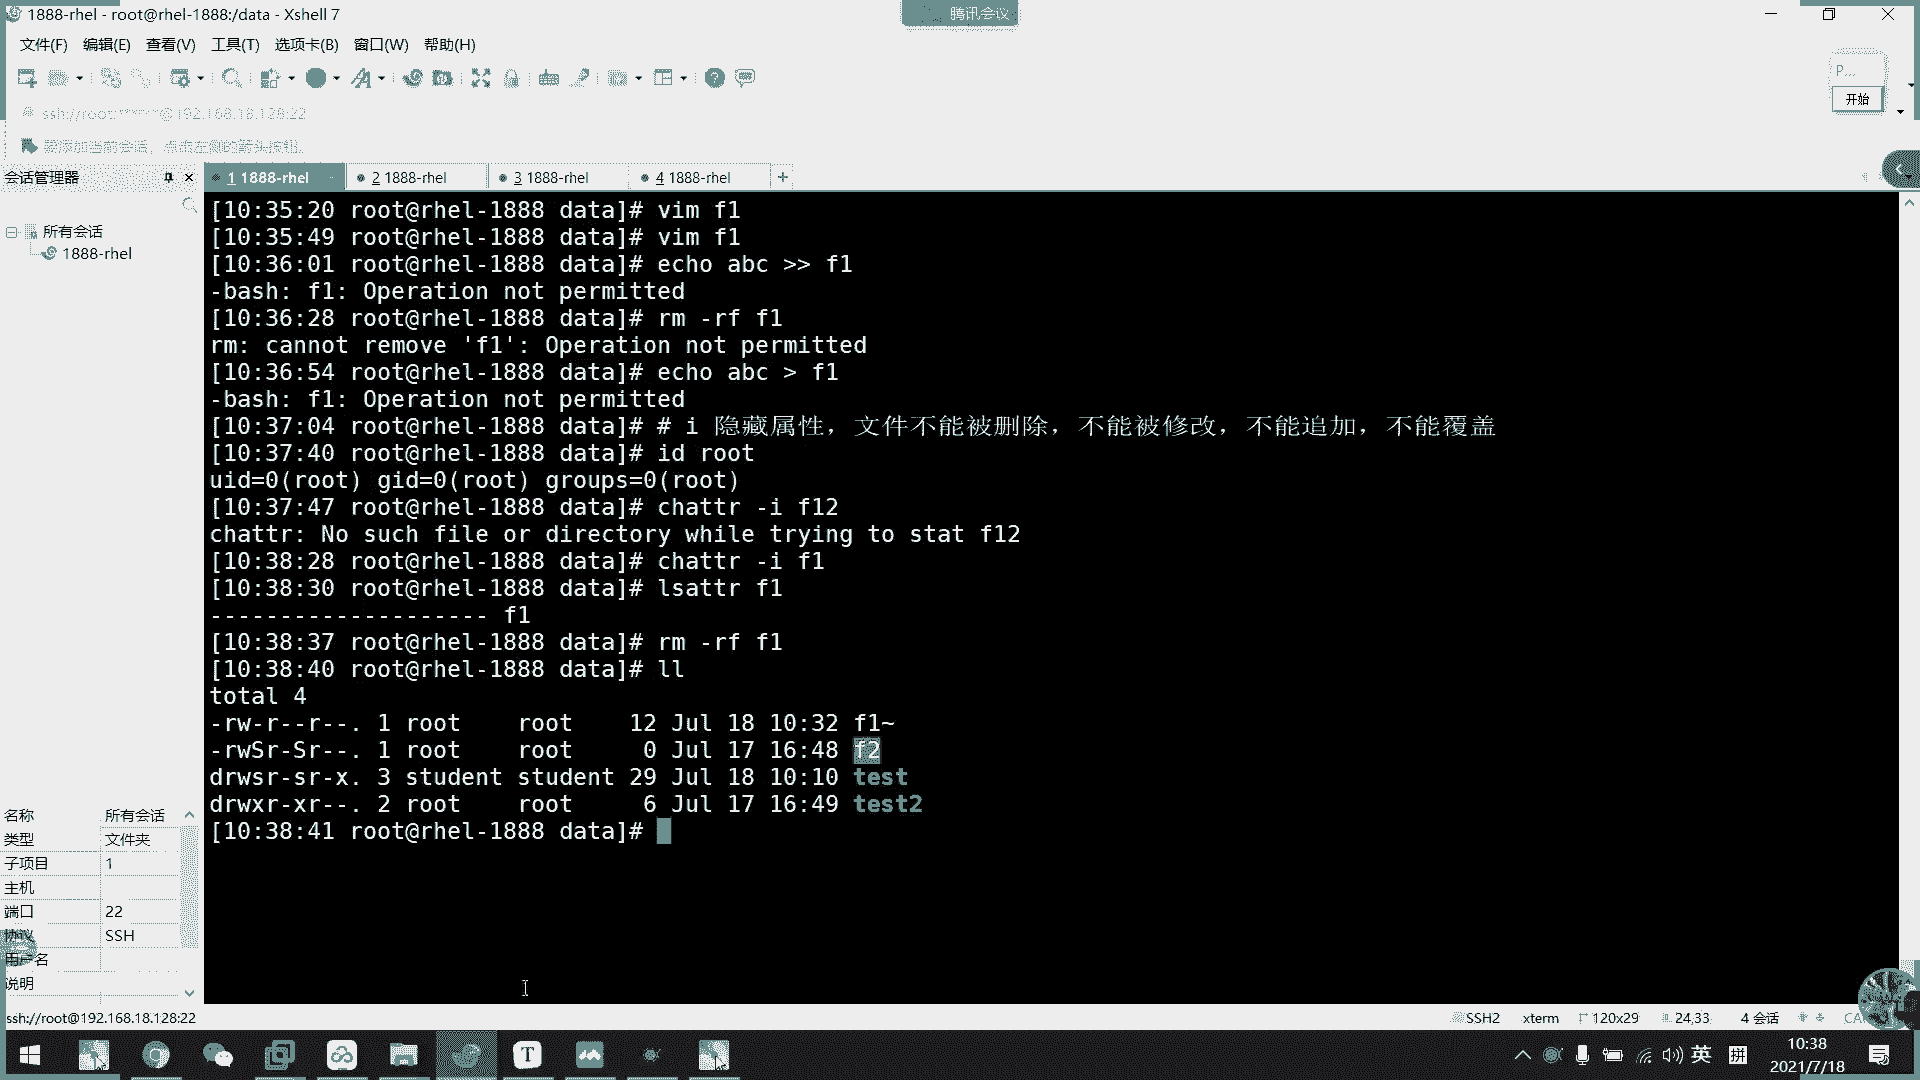 1888-rhel - root@rhel-1888:/data - Xshell 7
腾讯会议
文件(F) 编辑(E) 查看(V) 工具(T) 选项卡(B) 窗口(W) 帮助(H)
P...
开始
ssh://root:******@192.168.18.128:22
要添加当前会话，点击左侧的箭头按钮。
会话管理器
1 1888-rhel
2 1888-rhel
3 1888-rhel
4 1888-rhel
所有会话
1888-rhel
[10:35:20 root@rhel-1888 data]# vim f1
[10:35:49 root@rhel-1888 data]# vim f1
[10:36:01 root@rhel-1888 data]# echo abc >> f1
-bash: f1: Operation not permitted
[10:36:28 root@rhel-1888 data]# rm -rf f1
rm: cannot remove 'f1': Operation not permitted
[10:36:54 root@rhel-1888 data]# echo abc > f1
-bash: f1: Operation not permitted
[10:37:04 root@rhel-1888 data]# # i 隐藏属性，文件不能被删除，不能被修改，不能追加，不能覆盖
[10:37:40 root@rhel-1888 data]# id root
uid=0(root) gid=0(root) groups=0(root)
[10:37:47 root@rhel-1888 data]# chattr -i f12
chattr: No such file or directory while trying to stat f12
[10:38:28 root@rhel-1888 data]# chattr -i f1
[10:38:30 root@rhel-1888 data]# lsattr f1
-------------------- f1
[10:38:37 root@rhel-1888 data]# rm -rf f1
[10:38:40 root@rhel-1888 data]# ll
total 4
-rw-r--r--. 1 root    root    12 Jul 18 10:32 f1~
-rwSr-Sr--. 1 root    root     0 Jul 17 16:48 f2
drwsr-sr-x. 3 student student 29 Jul 18 10:10 test
drwxr-xr--. 2 root    root     6 Jul 17 16:49 test2
[10:38:41 root@rhel-1888 data]#
名称 所有会话
类型 文件夹
子项目 1
主机
端口 22
协议 SSH
用户名
说明
ssh://root@192.168.18.128:22
SSH2
xterm
120x29
24,33
4 会话
英
拼
10:38
2021/7/18